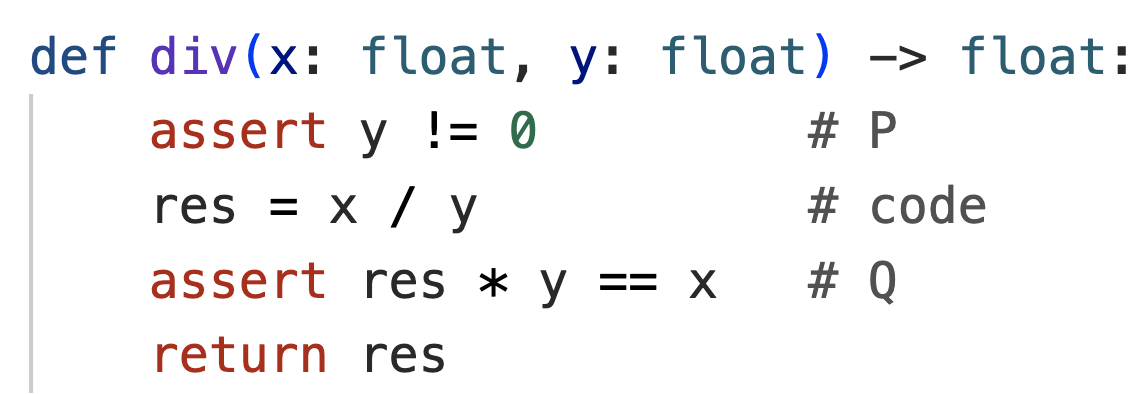 def div(x: float, y: float) -> float:
    assert y != 0         # P
    res = x / y           # code
    assert res * y == x   # Q
    return res